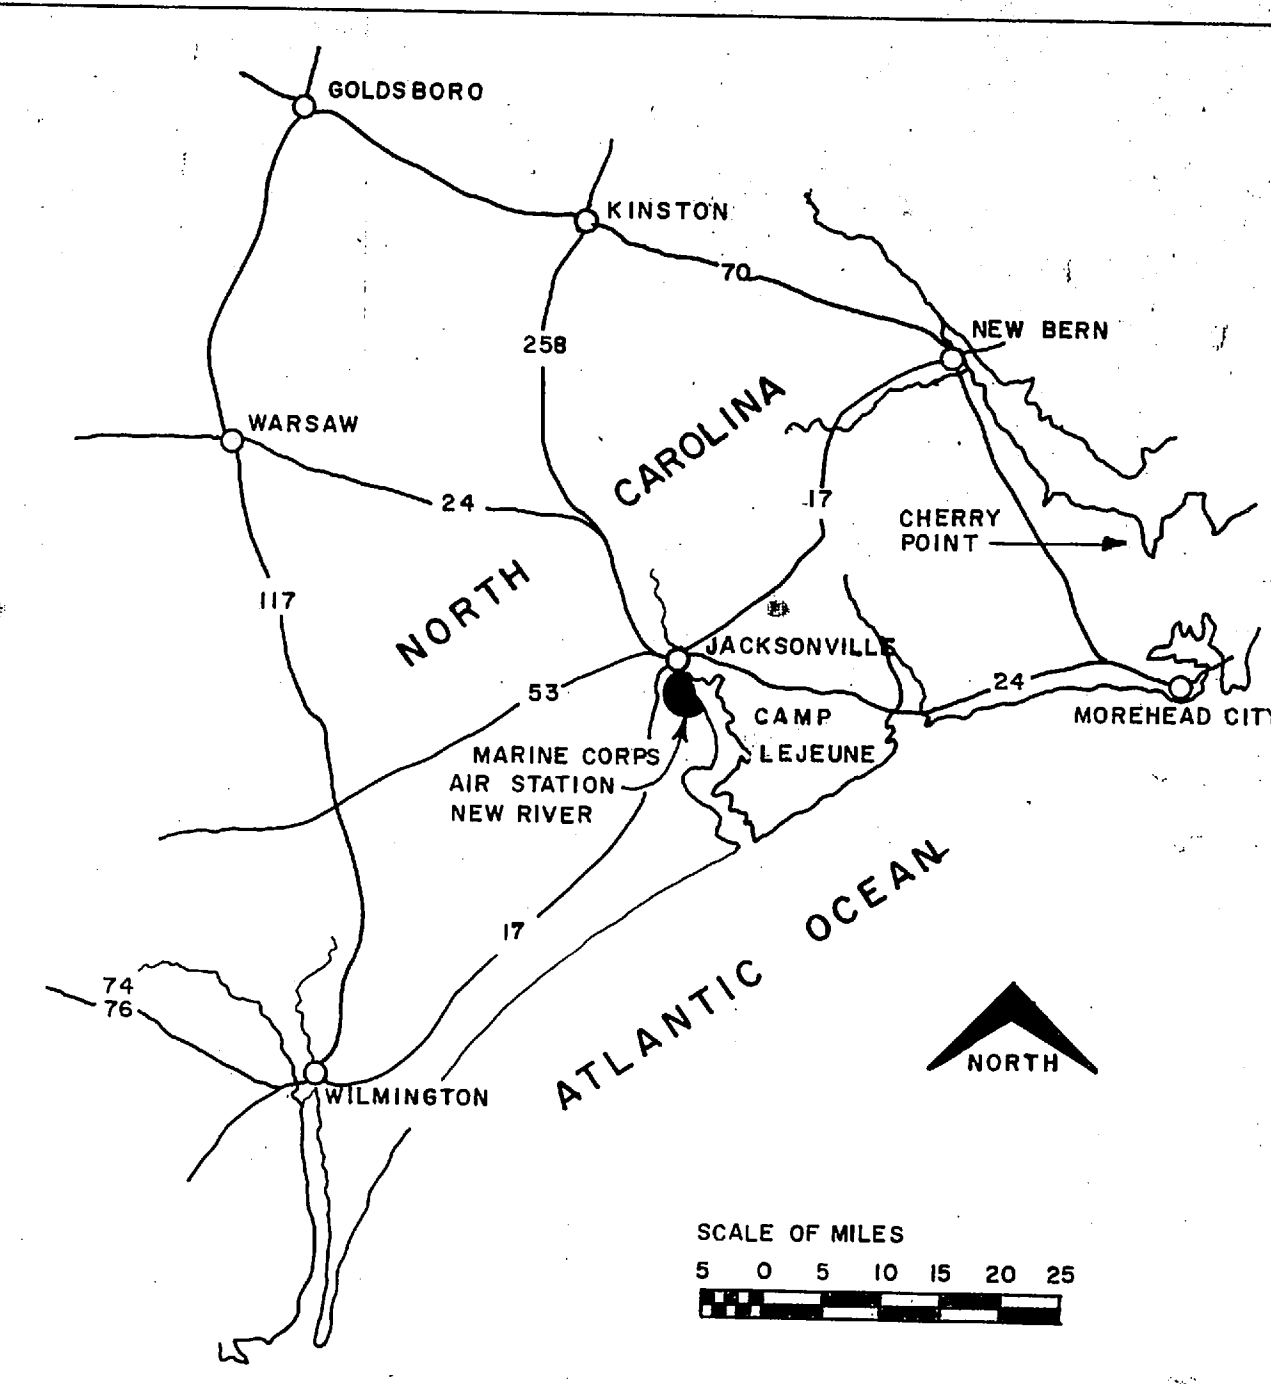 GOLDSBORO
KINSTON
70
NEW BERN
258
CAROLINA
WARSAW
24
17
CHERRY
POINT
NORTH
117
JACKSONVILLE
53
24
CAMP
LEJEUNE
MOREHEAD CITY
MARINE CORPS
AIR STATION
NEW RIVER
ATLANTIC OCEAN
17
74
76
WILMINGTON
NORTH
SCALE OF MILES
5 0 5 10 15 20 25